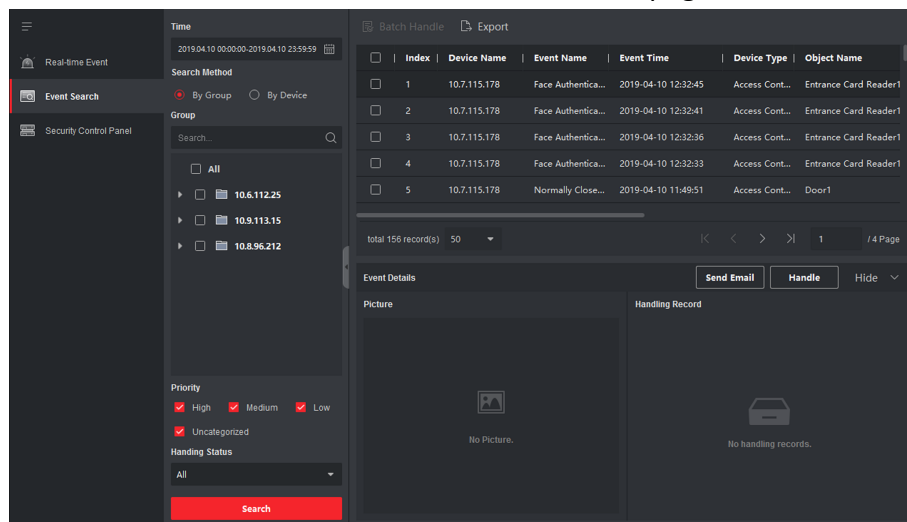 Real-time Event
Event Search
Security Control Panel
Time
2019.04.10 00:00:00-2019.04.10 23:59:59
Search Method
By Group By Device
Group
Search...
All
10.6.112.25
10.9.113.15
10.8.96.212
Priority
High Medium Low
Uncategorized
Handing Status
All
Search
Batch Handle Export
Index | Device Name | Event Name | Event Time | Device Type | Object Name
1 10.7.115.178 Face Authentica... 2019-04-10 12:32:45 Access Cont... Entrance Card Reader1
2 10.7.115.178 Face Authentica... 2019-04-10 12:32:41 Access Cont... Entrance Card Reader1
3 10.7.115.178 Face Authentica... 2019-04-10 12:32:36 Access Cont... Entrance Card Reader1
4 10.7.115.178 Face Authentica... 2019-04-10 12:32:33 Access Cont... Entrance Card Reader1
5 10.7.115.178 Normally Close... 2019-04-10 11:49:51 Access Cont... Door1
total 156 record(s) 50 1 / 4 Page
Event Details Send Email Handle Hide
Picture Handling Record
No Picture. No handling records.